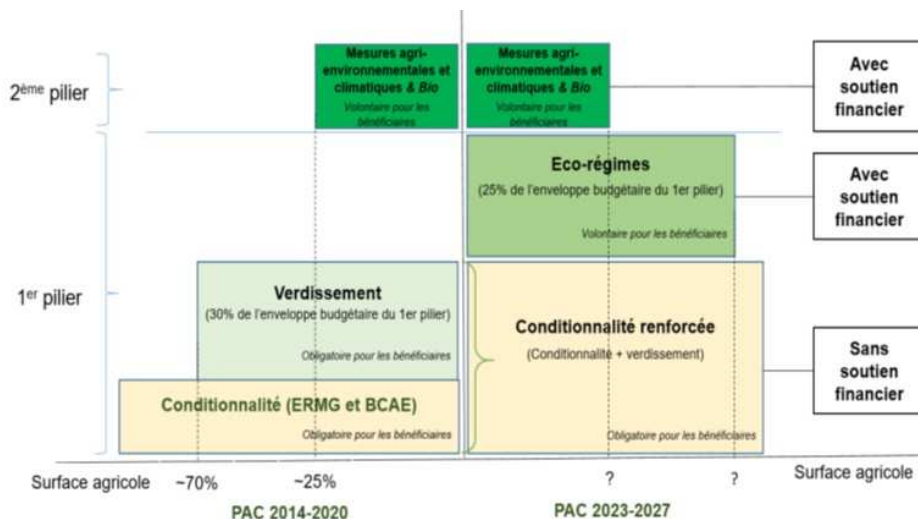 2ème pilier
Mesures agri-
environnementales et
climatiques & Bio
Volontaire pour les
bénéficiaires
Mesures agri-
environnementales et
climatiques & Bio
Volontaire pour les
bénéficiaires
Avec
soutien
financier
Eco-régimes
(25% de l'enveloppe budgétaire du 1er pilier)
Volontaire pour les bénéficiaires
Avec
soutien
financier
1er pilier
Verdissement
(30% de l'enveloppe budgétaire du 1er pilier)
Obligatoire pour les bénéficiaires
Conditionnalité (ERMG et BCAE)
Obligatoire pour les bénéficiaires
Conditionnalité renforcée
(Conditionnalité + verdissement)
Obligatoire pour les bénéficiaires
Sans
soutien
financier
Surface agricole ~70% ~25% ? ? Surface agricole
PAC 2014-2020 PAC 2023-2027